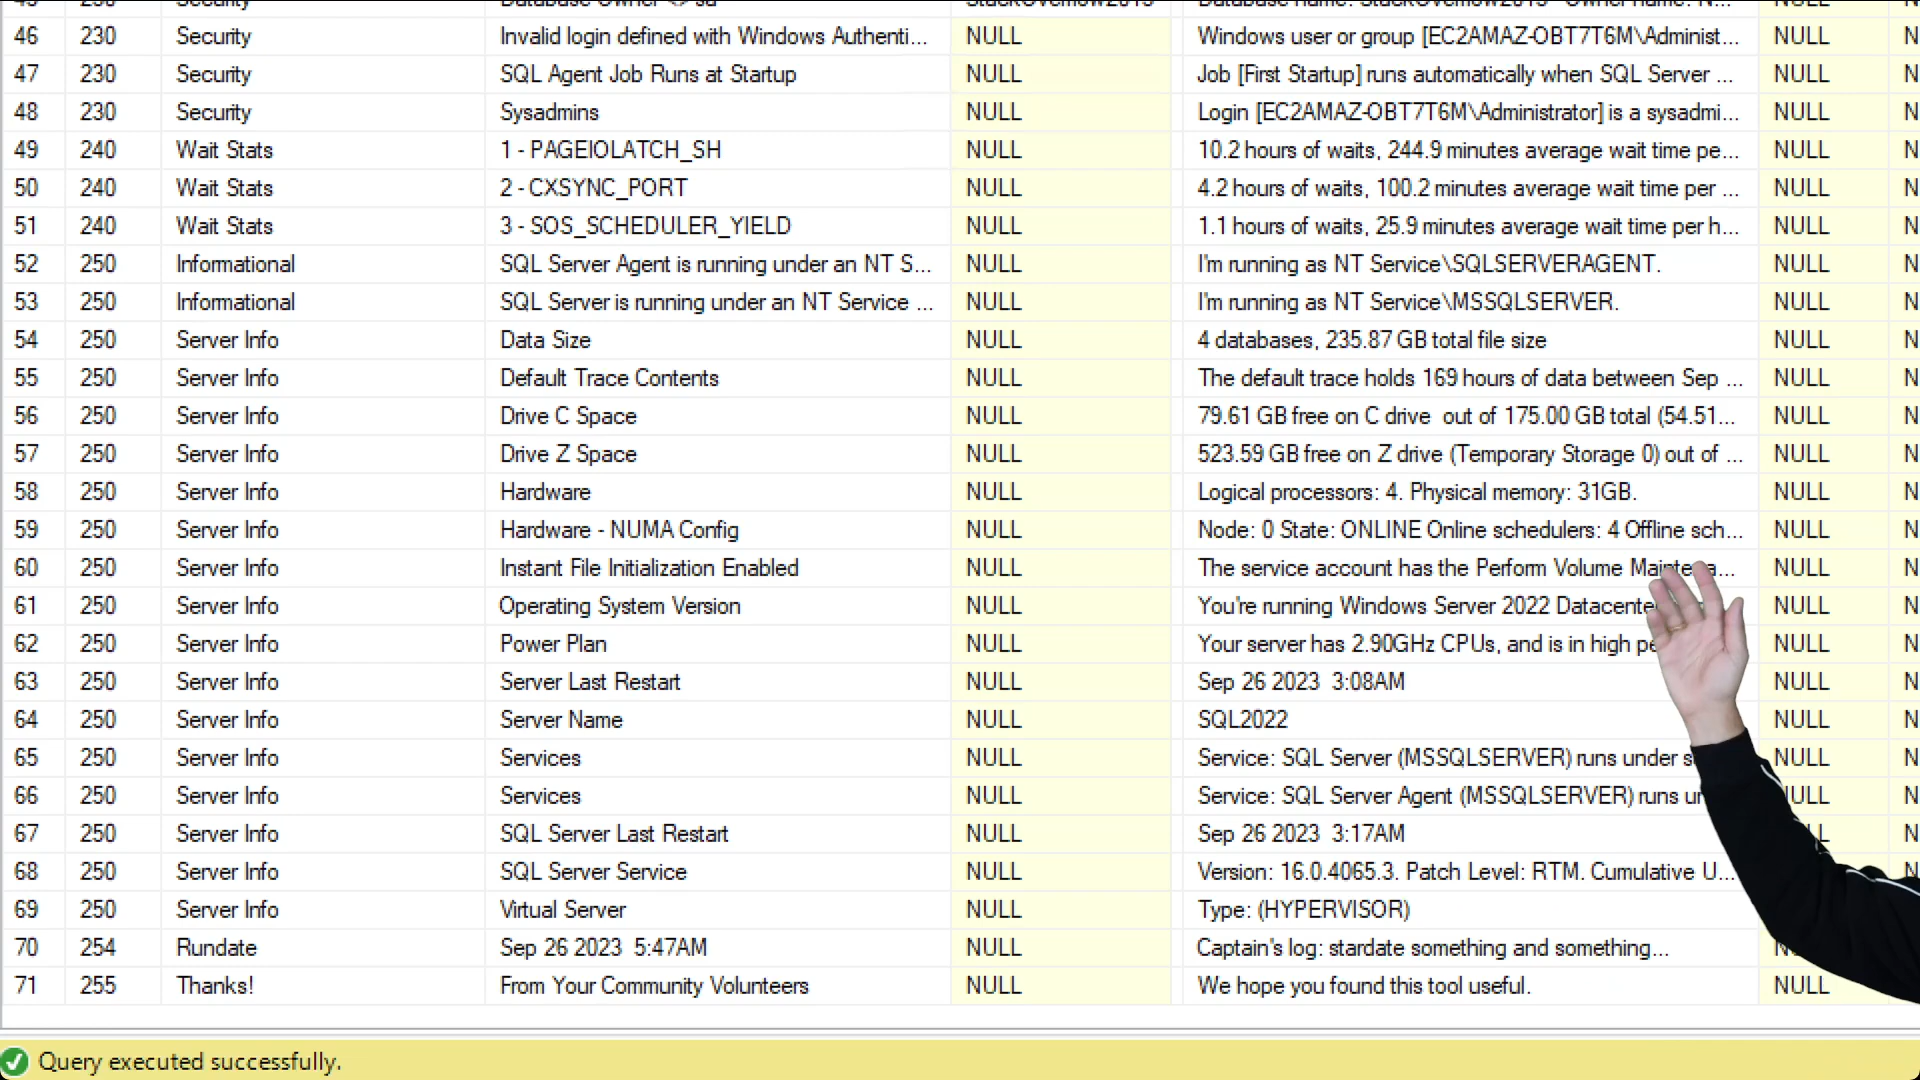 46 230 Security Invalid login defined with Windows Authenti... NULL Windows user or group [EC2AMAZ-OBT7T6M\Administ... NULL N
47 230 Security SQL Agent Job Runs at Startup NULL Job [First Startup] runs automatically when SQL Server ... NULL N
48 230 Security Sysadmins NULL Login [EC2AMAZ-OBT7T6M\Administrator] is a sysadmi... NULL N
49 240 Wait Stats 1 - PAGEIOLATCH_SH NULL 10.2 hours of waits, 244.9 minutes average wait time pe... NULL N
50 240 Wait Stats 2 - CXSYNC_PORT NULL 4.2 hours of waits, 100.2 minutes average wait time per ... NULL N
51 240 Wait Stats 3 - SOS_SCHEDULER_YIELD NULL 1.1 hours of waits, 25.9 minutes average wait time per h... NULL N
52 250 Informational SQL Server Agent is running under an NT S... NULL I'm running as NT Service\SQLSERVERAGENT. NULL N
53 250 Informational SQL Server is running under an NT Service ... NULL I'm running as NT Service\MSSQLSERVER. NULL N
54 250 Server Info Data Size NULL 4 databases, 235.87 GB total file size NULL N
55 250 Server Info Default Trace Contents NULL The default trace holds 169 hours of data between Sep ... NULL N
56 250 Server Info Drive C Space NULL 79.61 GB free on C drive out of 175.00 GB total (54.51... NULL N
57 250 Server Info Drive Z Space NULL 523.59 GB free on Z drive (Temporary Storage 0) out of ... NULL N
58 250 Server Info Hardware NULL Logical processors: 4. Physical memory: 31GB. NULL N
59 250 Server Info Hardware - NUMA Config NULL Node: 0 State: ONLINE Online schedulers: 4 Offline sch... NULL N
60 250 Server Info Instant File Initialization Enabled NULL The service account has the Perform Volume Maintena... NULL N
61 250 Server Info Operating System Version NULL You're running Windows Server 2022 Datacente NULL N
62 250 Server Info Power Plan NULL Your server has 2.90GHz CPUs, and is in high pe NULL N
63 250 Server Info Server Last Restart NULL Sep 26 2023 3:08AM NULL N
64 250 Server Info Server Name NULL SQL2022 NULL N
65 250 Server Info Services NULL Service: SQL Server (MSSQLSERVER) runs under s NULL N
66 250 Server Info Services NULL Service: SQL Server Agent (MSSQLSERVER) runs un ULL N
67 250 Server Info SQL Server Last Restart NULL Sep 26 2023 3:17AM L N
68 250 Server Info SQL Server Service NULL Version: 16.0.4065.3. Patch Level: RTM. Cumulative U... N
69 250 Server Info Virtual Server NULL Type: (HYPERVISOR) N
70 254 Rundate Sep 26 2023 5:47AM NULL Captain's log: stardate something and something... N
71 255 Thanks! From Your Community Volunteers NULL We hope you found this tool useful. NULL
Query executed successfully.